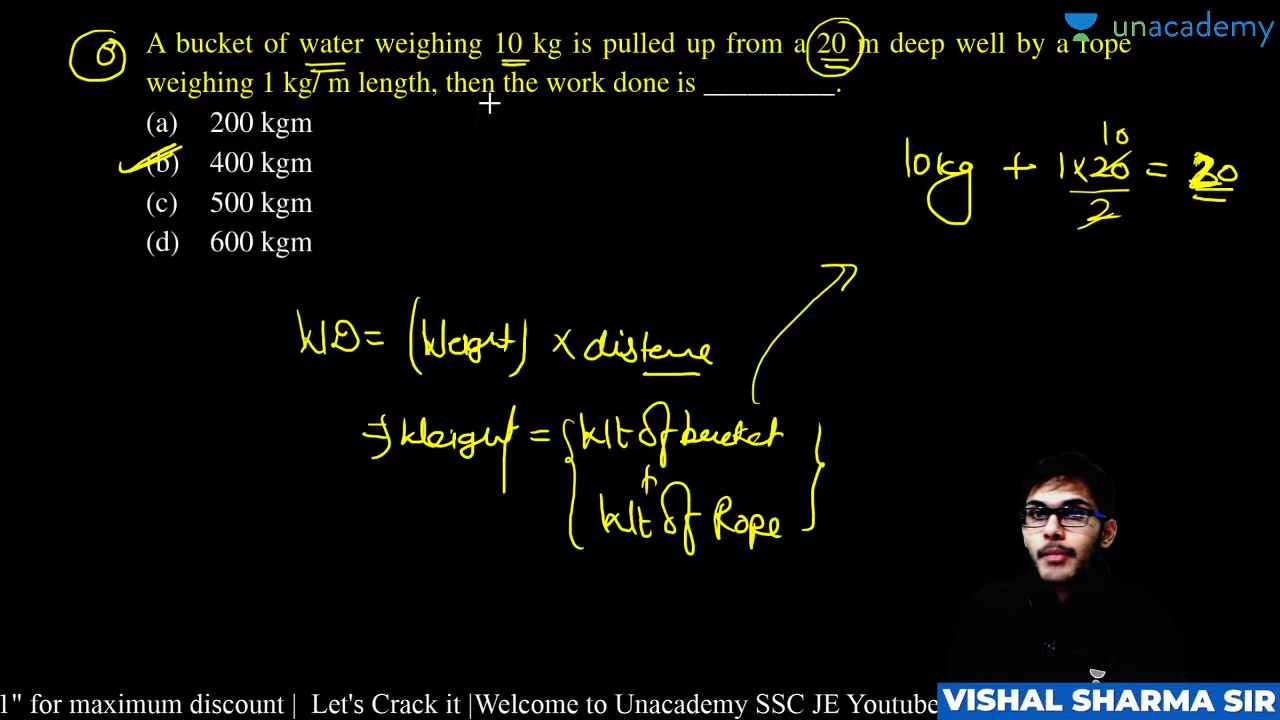 unacademy
Q A bucket of water weighing 10 kg is pulled up from a 20 m deep well by a rope
weighing 1 kg/ m length, then the work done is ___________.
(a) 200 kgm
(b) 400 kgm
(c) 500 kgm
(d) 600 kgm
10
10kg + 1 x 20 = 20
2
WD = (Weight) x distance
⇒ Weight = { Wt of bucket
+
Wt of Rope }
1" for maximum discount | Let's Crack it |Welcome to Unacademy SSC JE Youtube
VISHAL SHARMA SIR